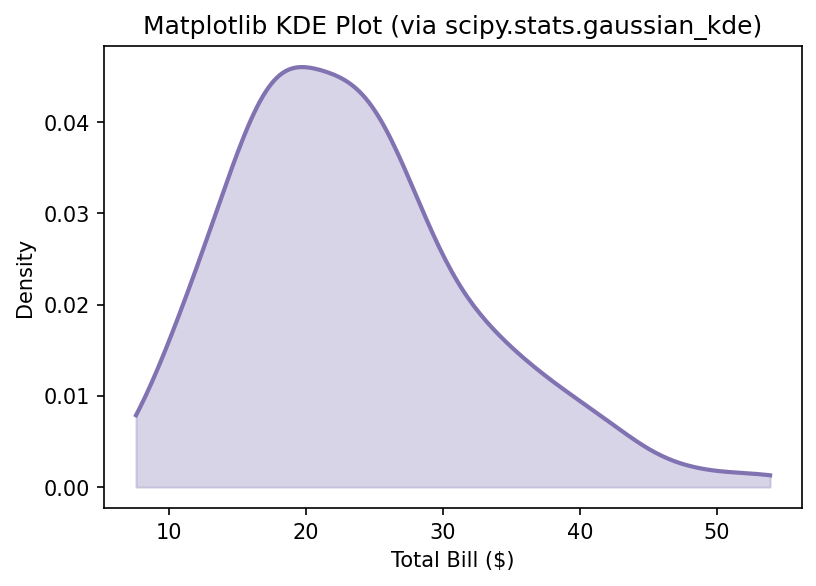 Matplotlib KDE Plot (via scipy.stats.gaussian_kde)
0.04
0.03
0.02
0.01
0.00
Density
10 20 30 40 50
Total Bill ($)